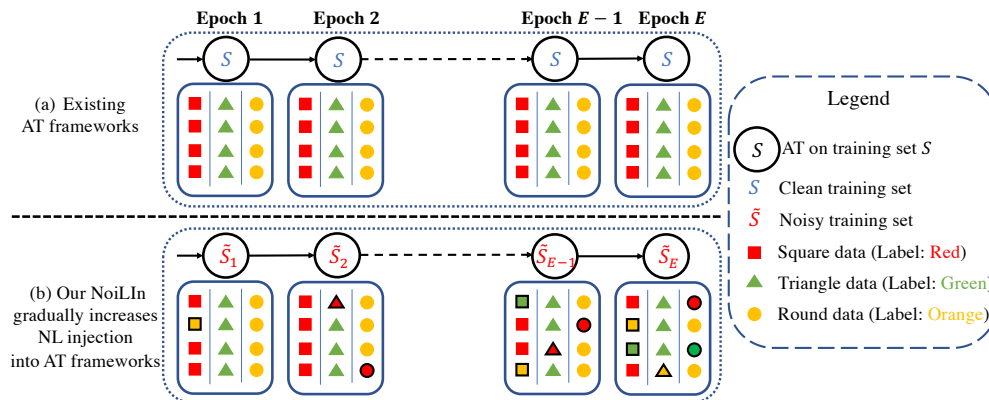 Epoch 1 Epoch 2 Epoch E − 1 Epoch E
S S S S
(a) Existing
AT frameworks
S̃₁ S̃₂ S̃_{E−1} S̃_E
(b) Our NoiLIn
gradually increases
NL injection
into AT frameworks
Legend
S AT on training set S
S Clean training set
S̃ Noisy training set
Square data (Label: Red)
Triangle data (Label: Green)
Round data (Label: Orange)